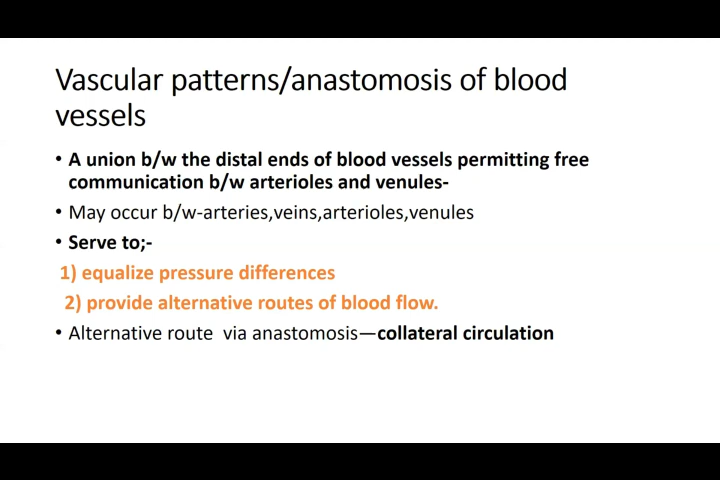 Vascular patterns/anastomosis of blood
vessels
• A union b/w the distal ends of blood vessels permitting free
communication b/w arterioles and venules-
• May occur b/w-arteries,veins,arterioles,venules
• Serve to;-
1) equalize pressure differences
2) provide alternative routes of blood flow.
• Alternative route via anastomosis—collateral circulation